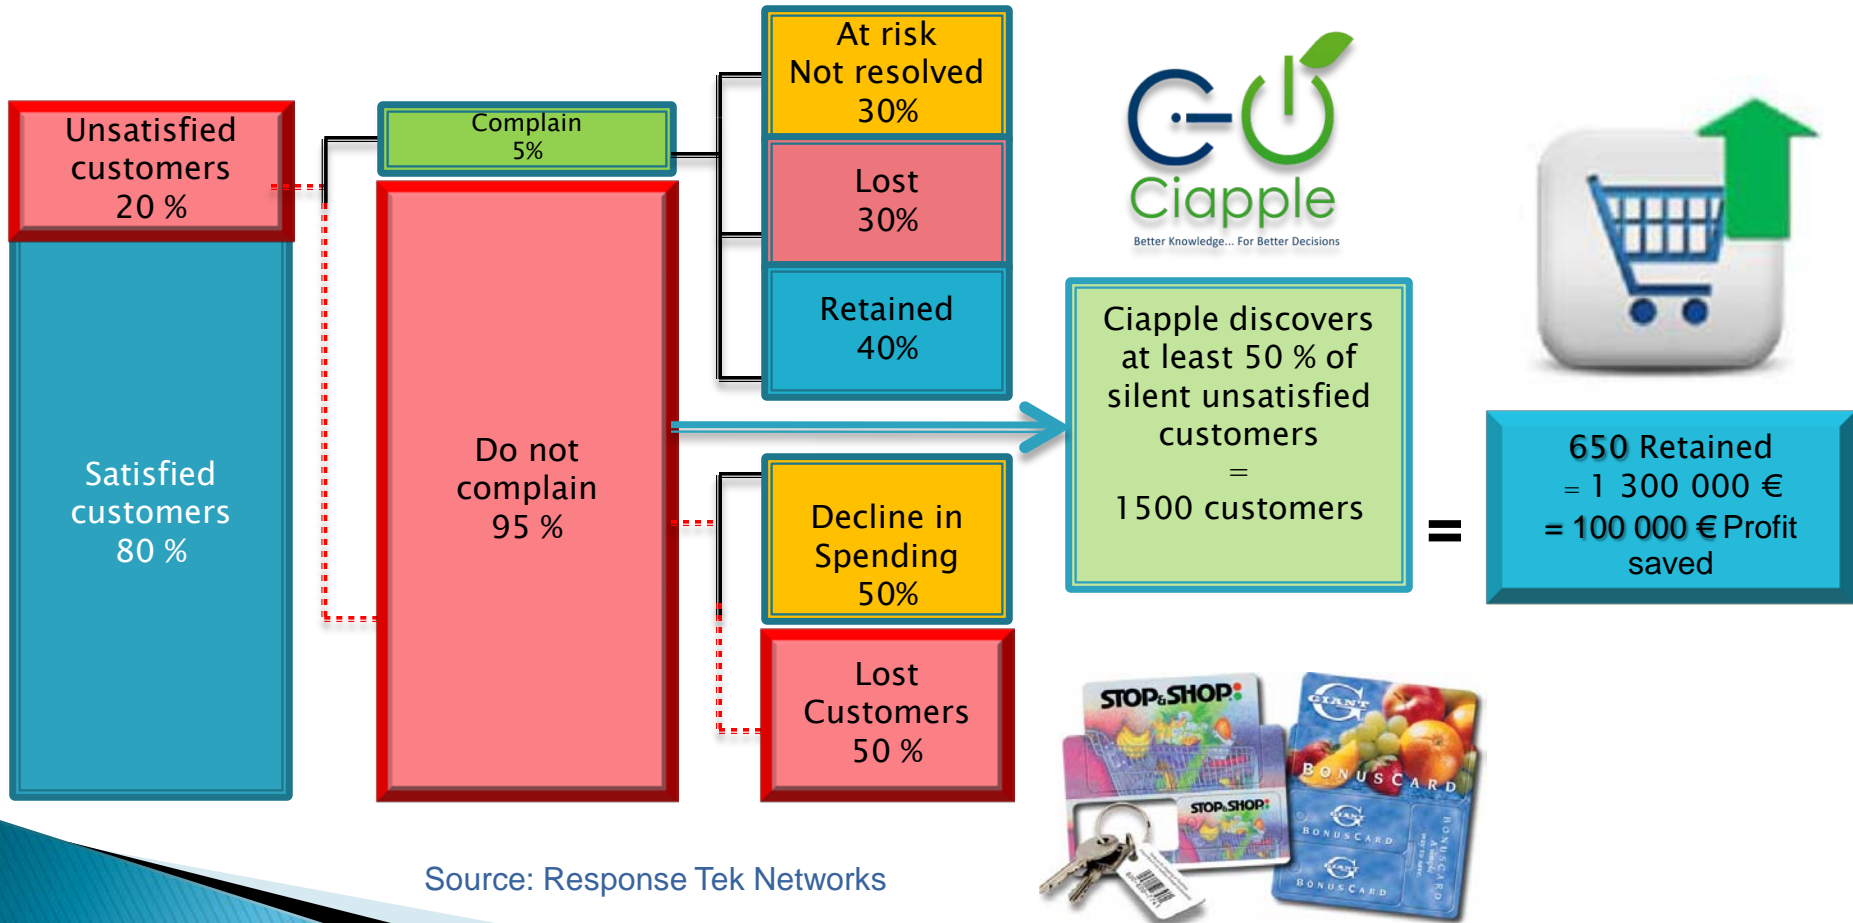 Unsatisfied
customers
20 %
Satisfied
customers
80 %
Complain
5%
Do not
complain
95 %
At risk
Not resolved
30%
Lost
30%
Retained
40%
Decline in
Spending
50%
Lost
Customers
50 %
Ciapple
Better Knowledge... For Better Decisions
Ciapple discovers
at least 50 % of
silent unsatisfied
customers
=
1500 customers
=
650 Retained
= 1 300 000 €
= 100 000 € Profit
saved
STOP&SHOP
STOP&SHOP
GIANT
BONUSCARD
GIANT
BONUSCARD
GIANT
BONUSCARD
BONUSCARD
Source: Response Tek Networks